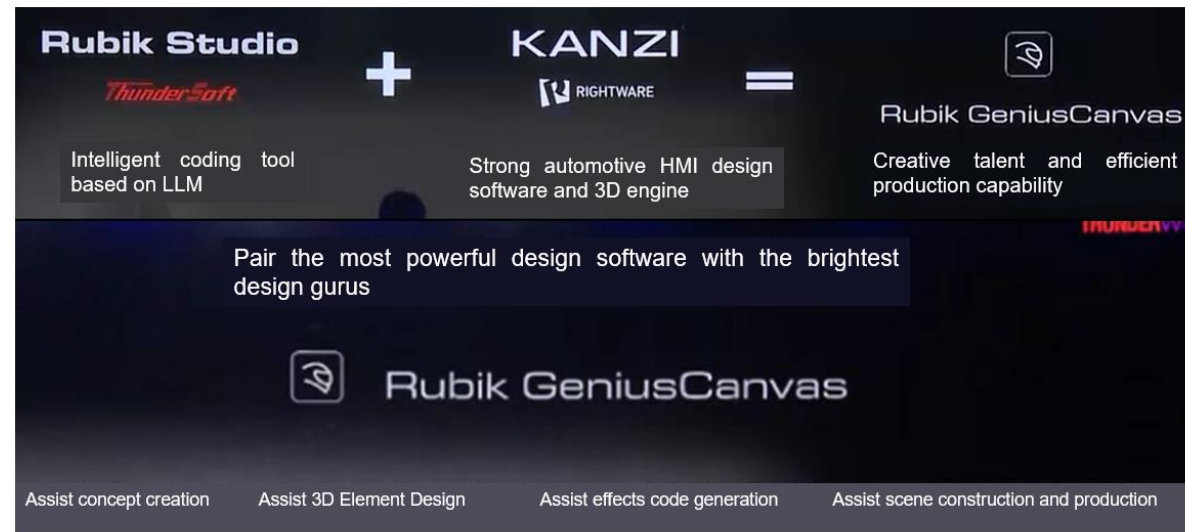 Rubik Studio
ThunderSoft
+
KANZI
RIGHTWARE
=
Rubik GeniusCanvas
Intelligent coding tool
based on LLM
Strong automotive HMI design
software and 3D engine
Creative talent and efficient
production capability
Pair the most powerful design software with the brightest
design gurus
Rubik GeniusCanvas
Assist concept creation
Assist 3D Element Design
Assist effects code generation
Assist scene construction and production